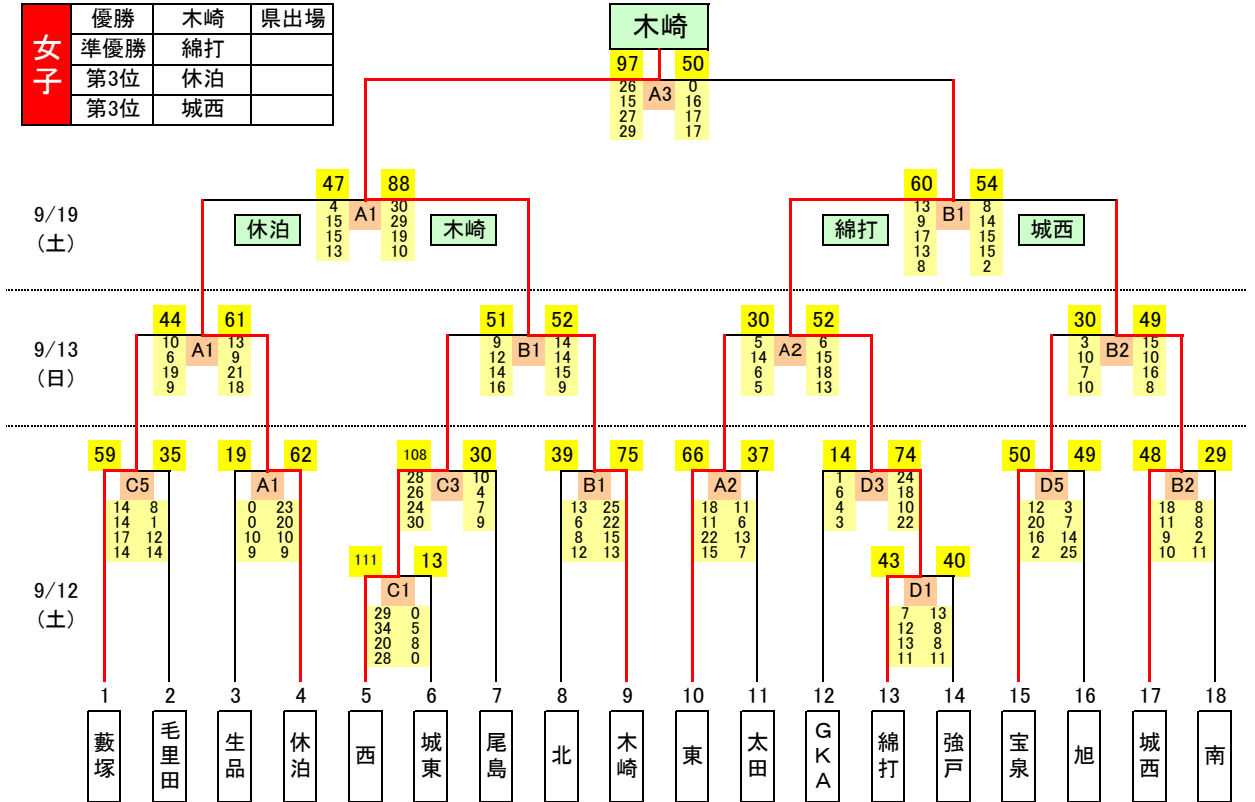 女子
優勝 木崎 県出場
準優勝 綿打
第3位 休泊
第3位 城西
木崎
97 50
26 A3 0
15 16
27 17
29 17
9/19
(土)
47 88
4 A1 30
15 29
15 19
13 10
休泊 木崎
60 54
13 B1 8
9 14
17 15
13 15
8 2
綿打 城西
9/13
(日)
44 61
10 A1 13
6 9
19 21
9 18
51 52
9 B1 14
12 14
14 15
16 9
30 52
5 A2 6
14 15
6 18
5 13
30 49
3 B2 15
10 10
7 16
10 8
9/12
(土)
59 35
C5
14 8
14 1
17 12
14 14
19 62
A1
0 23
0 20
10 10
9 9
108 30
28 C3 10
26 4
24 7
30 9
111 13
C1
29 0
34 5
20 8
28 0
39 75
B1
13 25
6 22
8 15
12 13
66 37
A2
18 11
11 6
22 13
15 7
14 74
1 D3 24
6 18
4 10
3 22
43 40
D1
7 13
12 8
13 8
11 11
50 49
D5
12 3
20 7
16 14
2 25
48 29
B2
18 8
11 8
9 2
10 11
1 2 3 4 5 6 7 8 9 10 11 12 13 14 15 16 17 18
藪塚
毛里田
生品
休泊
西
城東
尾島
北
木崎
東
太田
GKA
綿打
強戸
宝泉
旭
城西
南